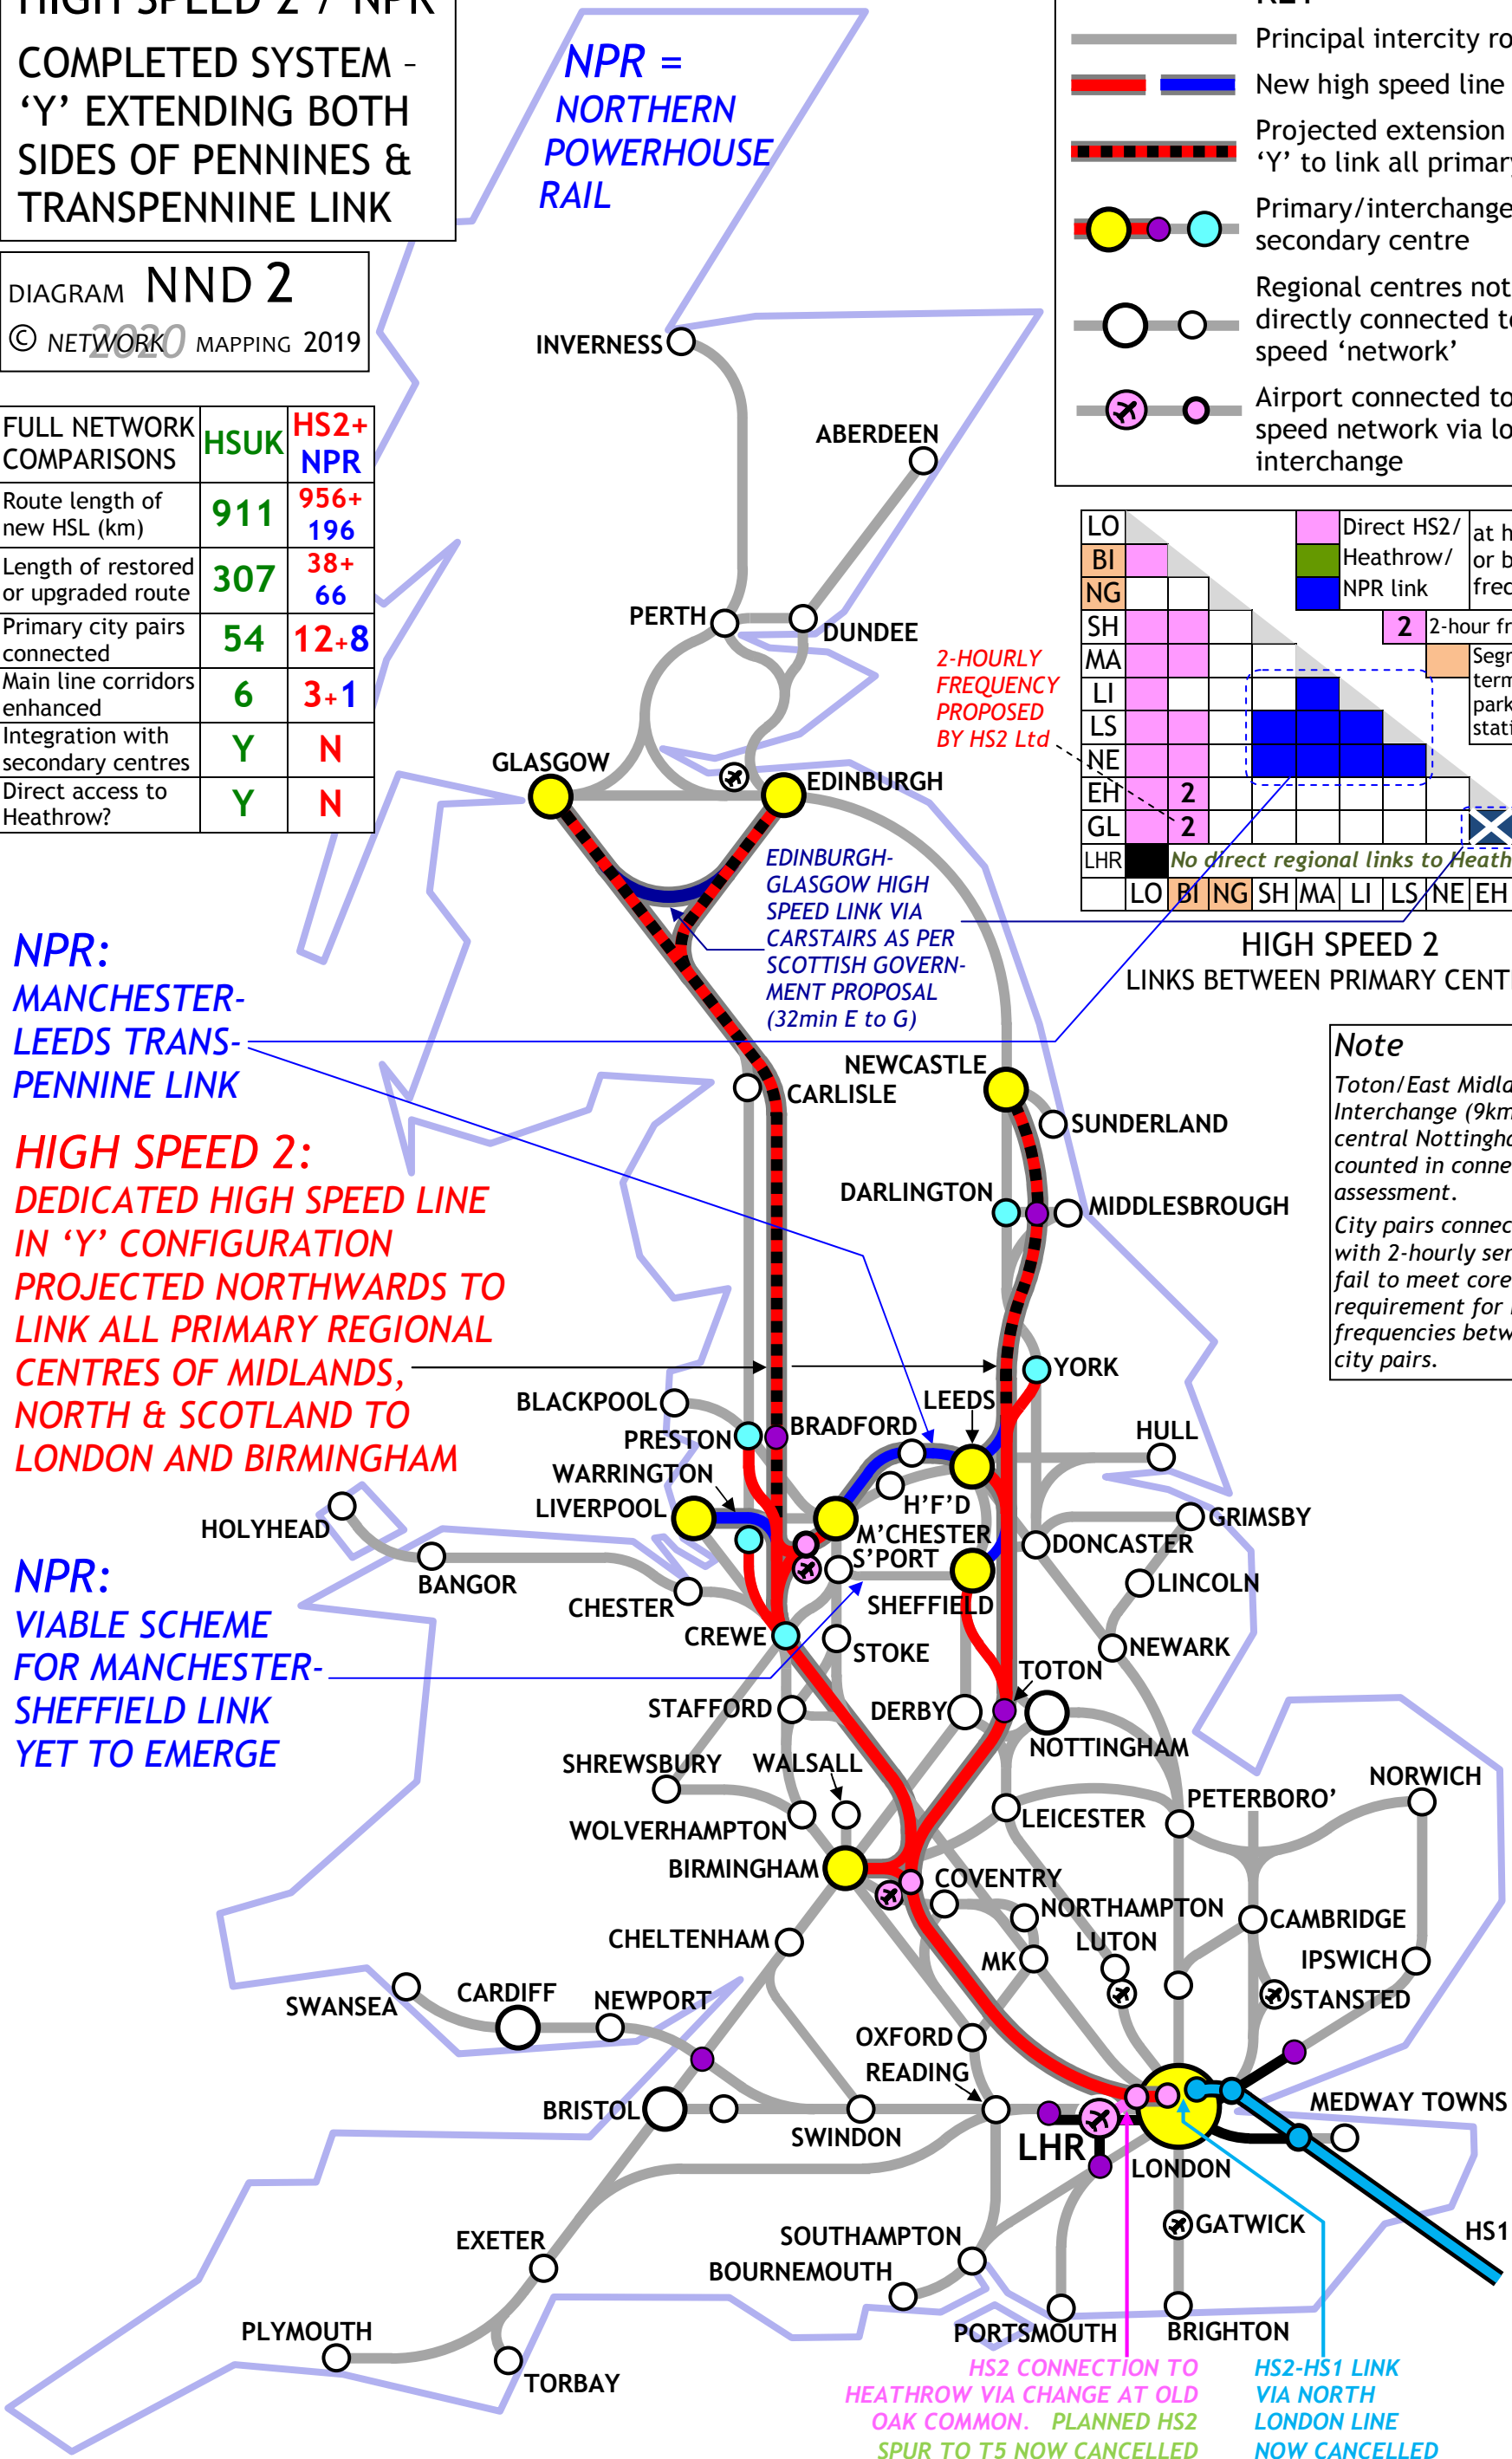 HIGH SPEED 2 / NPR
COMPLETED SYSTEM –
‘Y’ EXTENDING BOTH
SIDES OF PENNINES &
TRANSPENNINE LINK
DIAGRAM NND 2
© NETWORK 2020 MAPPING 2019
FULL NETWORK COMPARISONS HSUK HS2+ NPR
Route length of new HSL (km) 911 956+ 196
Length of restored or upgraded route 307 38+ 66
Primary city pairs connected 54 12+8
Main line corridors enhanced 6 3+1
Integration with secondary centres Y N
Direct access to Heathrow? Y N
NPR =
NORTHERN
POWERHOUSE
RAIL
KEY
Principal intercity
New high speed line
Projected extension
‘Y’ to link all
Primary/interchange
secondary centre
Regional centres not
directly connected
speed ‘network’
Airport connected to
speed network via
interchange
LO
BI
NG
SH
MA
LI
LS
NE
EH 2
GL 2
LHR No direct regional links to
LO BI NG SH MA LI LS NE EH
Direct HS2/
Heathrow/
NPR link
at
or
2 2-hour
HIGH SPEED 2
LINKS BETWEEN PRIMARY
2-HOURLY
FREQUENCY
PROPOSED
BY HS2 Ltd
Note
Toton/East
Interchange (9km
central
counted in
assessment.
City pairs
with 2-hourly
fail to meet core
requirement for
frequencies
city pairs.
INVERNESS
ABERDEEN
PERTH
DUNDEE
GLASGOW
EDINBURGH
EDINBURGH-
GLASGOW HIGH
SPEED LINK VIA
CARSTAIRS AS PER
SCOTTISH GOVERN-
MENT PROPOSAL
(32min E to G)
NPR:
MANCHESTER-
LEEDS TRANS-
PENNINE LINK
HIGH SPEED 2:
DEDICATED HIGH SPEED LINE
IN ‘Y’ CONFIGURATION
PROJECTED NORTHWARDS TO
LINK ALL PRIMARY REGIONAL
CENTRES OF MIDLANDS,
NORTH & SCOTLAND TO
LONDON AND BIRMINGHAM
NPR:
VIABLE SCHEME
FOR MANCHESTER-
SHEFFIELD LINK
YET TO EMERGE
NEWCASTLE
CARLISLE
SUNDERLAND
DARLINGTON
MIDDLESBROUGH
YORK
LEEDS
BLACKPOOL
BRADFORD
PRESTON
HULL
WARRINGTON
LIVERPOOL
H’F’D
M’CHESTER
GRIMSBY
HOLYHEAD
DONCASTER
S’PORT
BANGOR
LINCOLN
CHESTER
SHEFFIELD
CREWE
STOKE
NEWARK
TOTON
STAFFORD
DERBY
NOTTINGHAM
SHREWSBURY
WALSALL
NORWICH
PETERBORO’
LEICESTER
WOLVERHAMPTON
BIRMINGHAM
COVENTRY
NORTHAMPTON
CAMBRIDGE
CHELTENHAM
LUTON
MK
IPSWICH
SWANSEA
CARDIFF
NEWPORT
STANSTED
OXFORD
READING
BRISTOL
SWINDON
LHR
LONDON
MEDWAY TOWNS
GATWICK
HS1
EXETER
SOUTHAMPTON
BOURNEMOUTH
PLYMOUTH
TORBAY
PORTSMOUTH
BRIGHTON
HS2 CONNECTION TO
HEATHROW VIA CHANGE AT OLD
OAK COMMON. PLANNED HS2
SPUR TO T5 NOW CANCELLED
HS2-HS1 LINK
VIA NORTH
LONDON LINE
NOW CANCELLED